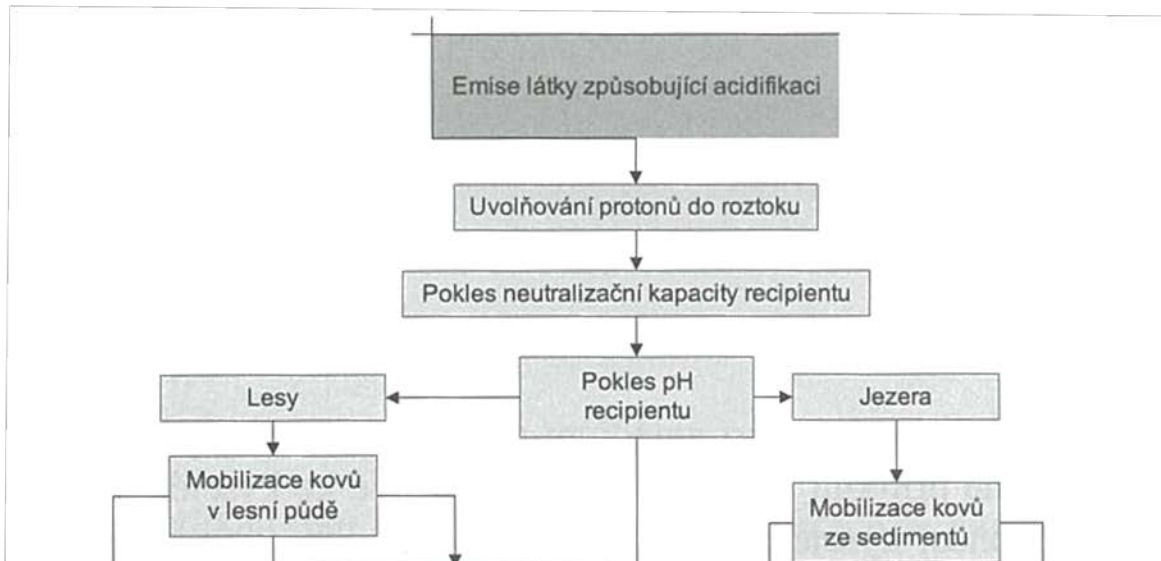 Emise látky způsobující acidifikaci
Uvolňování protonů do roztoku
Pokles neutralizační kapacity recipientu
Pokles pH
recipientu
Lesy
Jezera
Mobilizace kovů
v lesní půdě
Mobilizace kovů
ze sedimentů